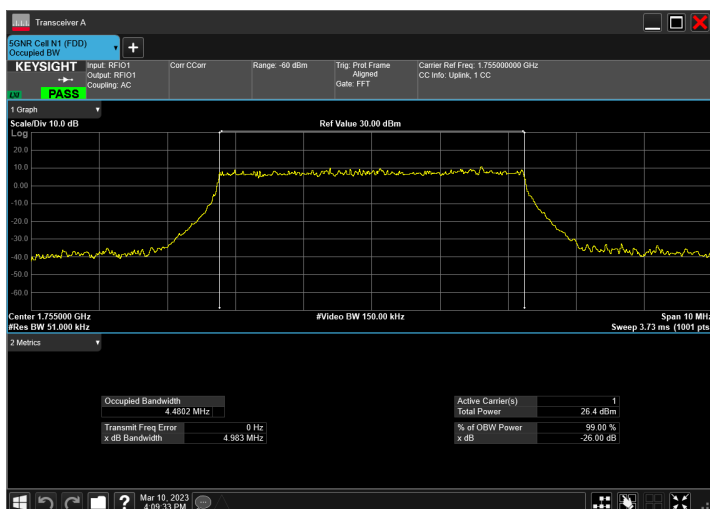 Transceiver A
5GNR Cell N1 (FDD)
Occupied BW
KEYSIGHT
Input: RFIO1
Output: RFIO1
Coupling: AC
Corr CCorr
Range: -60 dBm
Trig: Prot Frame
Aligned
Gate: FFT
Carrier Ref Freq: 1.755000000 GHz
CC Info: Uplink, 1 CC
LXI
PASS
1 Graph
Scale/Div 10.0 dB
Ref Value 30.00 dBm
Log
20.0
10.0
0.00
-10.0
-20.0
-30.0
-40.0
-50.0
-60.0
Center 1.755000 GHz
#Video BW 150.00 kHz
Span 10 MHz
#Res BW 51.000 kHz
Sweep 3.73 ms (1001 pts
2 Metrics
Occupied Bandwidth
4.4802 MHz
Transmit Freq Error 0 Hz
x dB Bandwidth 4.983 MHz
Active Carrier(s) 1
Total Power 26.4 dBm
% of OBW Power 99.00 %
x dB -26.00 dB
?
Mar 10, 2023
4:09:33 PM